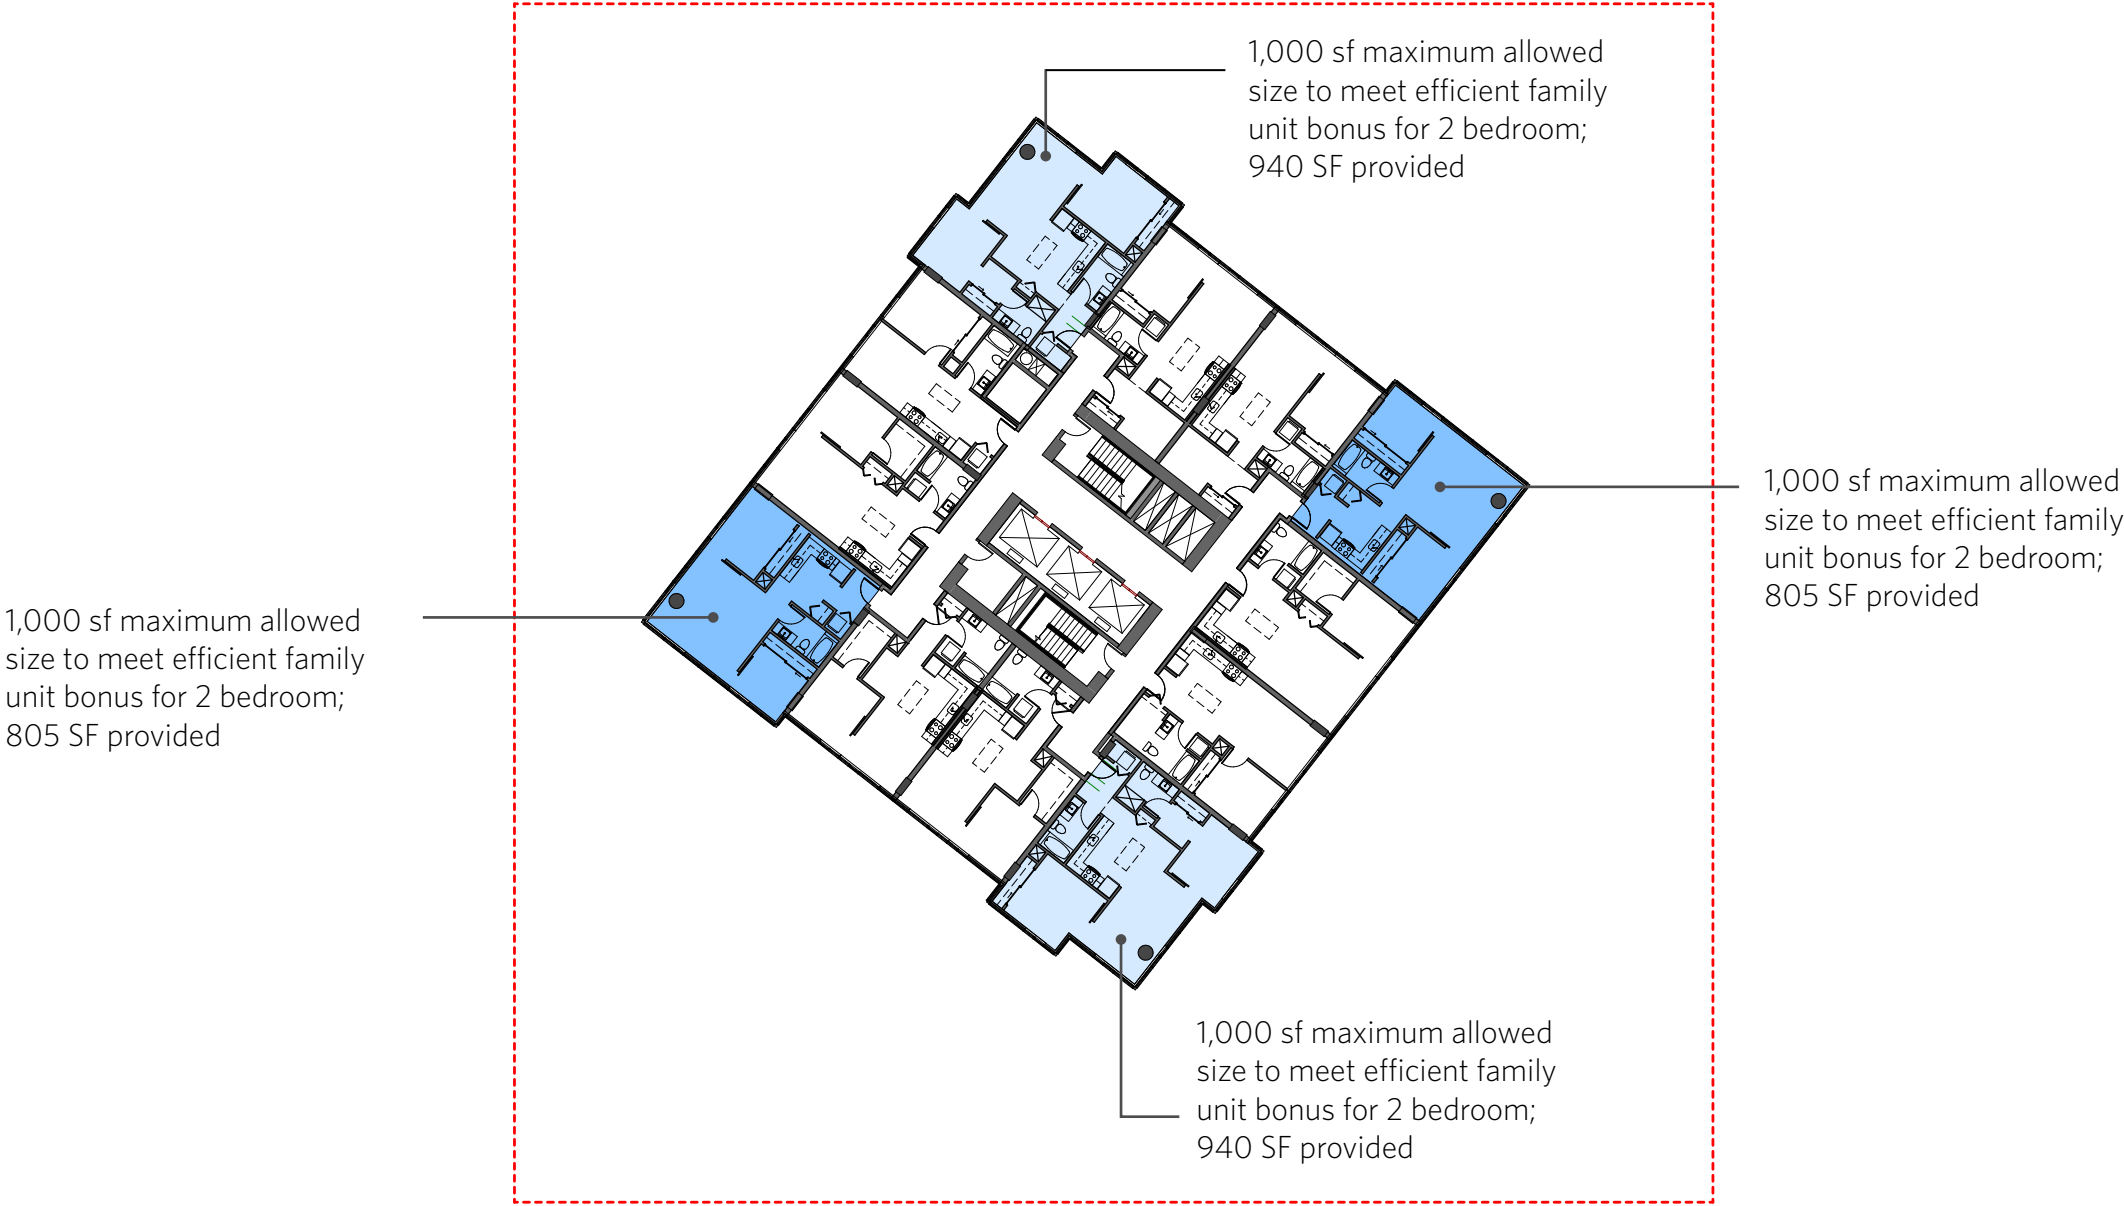 1,000 sf maximum allowed
size to meet efficient family
unit bonus for 2 bedroom;
940 SF provided
1,000 sf maximum allowed
size to meet efficient family
unit bonus for 2 bedroom;
805 SF provided
1,000 sf maximum allowed
size to meet efficient family
unit bonus for 2 bedroom;
805 SF provided
1,000 sf maximum allowed
size to meet efficient family
unit bonus for 2 bedroom;
940 SF provided